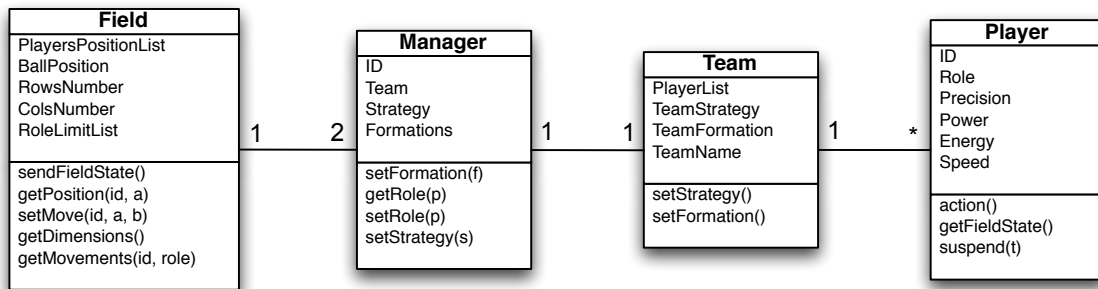 Field
PlayersPositionList
BallPosition
RowsNumber
ColsNumber
RoleLimitList
sendFieldState()
getPosition(id, a)
setMove(id, a, b)
getDimensions()
getMovements(id, role)
1
2
Manager
ID
Team
Strategy
Formations
setFormation(f)
getRole(p)
setRole(p)
setStrategy(s)
1
1
Team
PlayerList
TeamStrategy
TeamFormation
TeamName
setStrategy()
setFormation()
1
*
Player
ID
Role
Precision
Power
Energy
Speed
action()
getFieldState()
suspend(t)